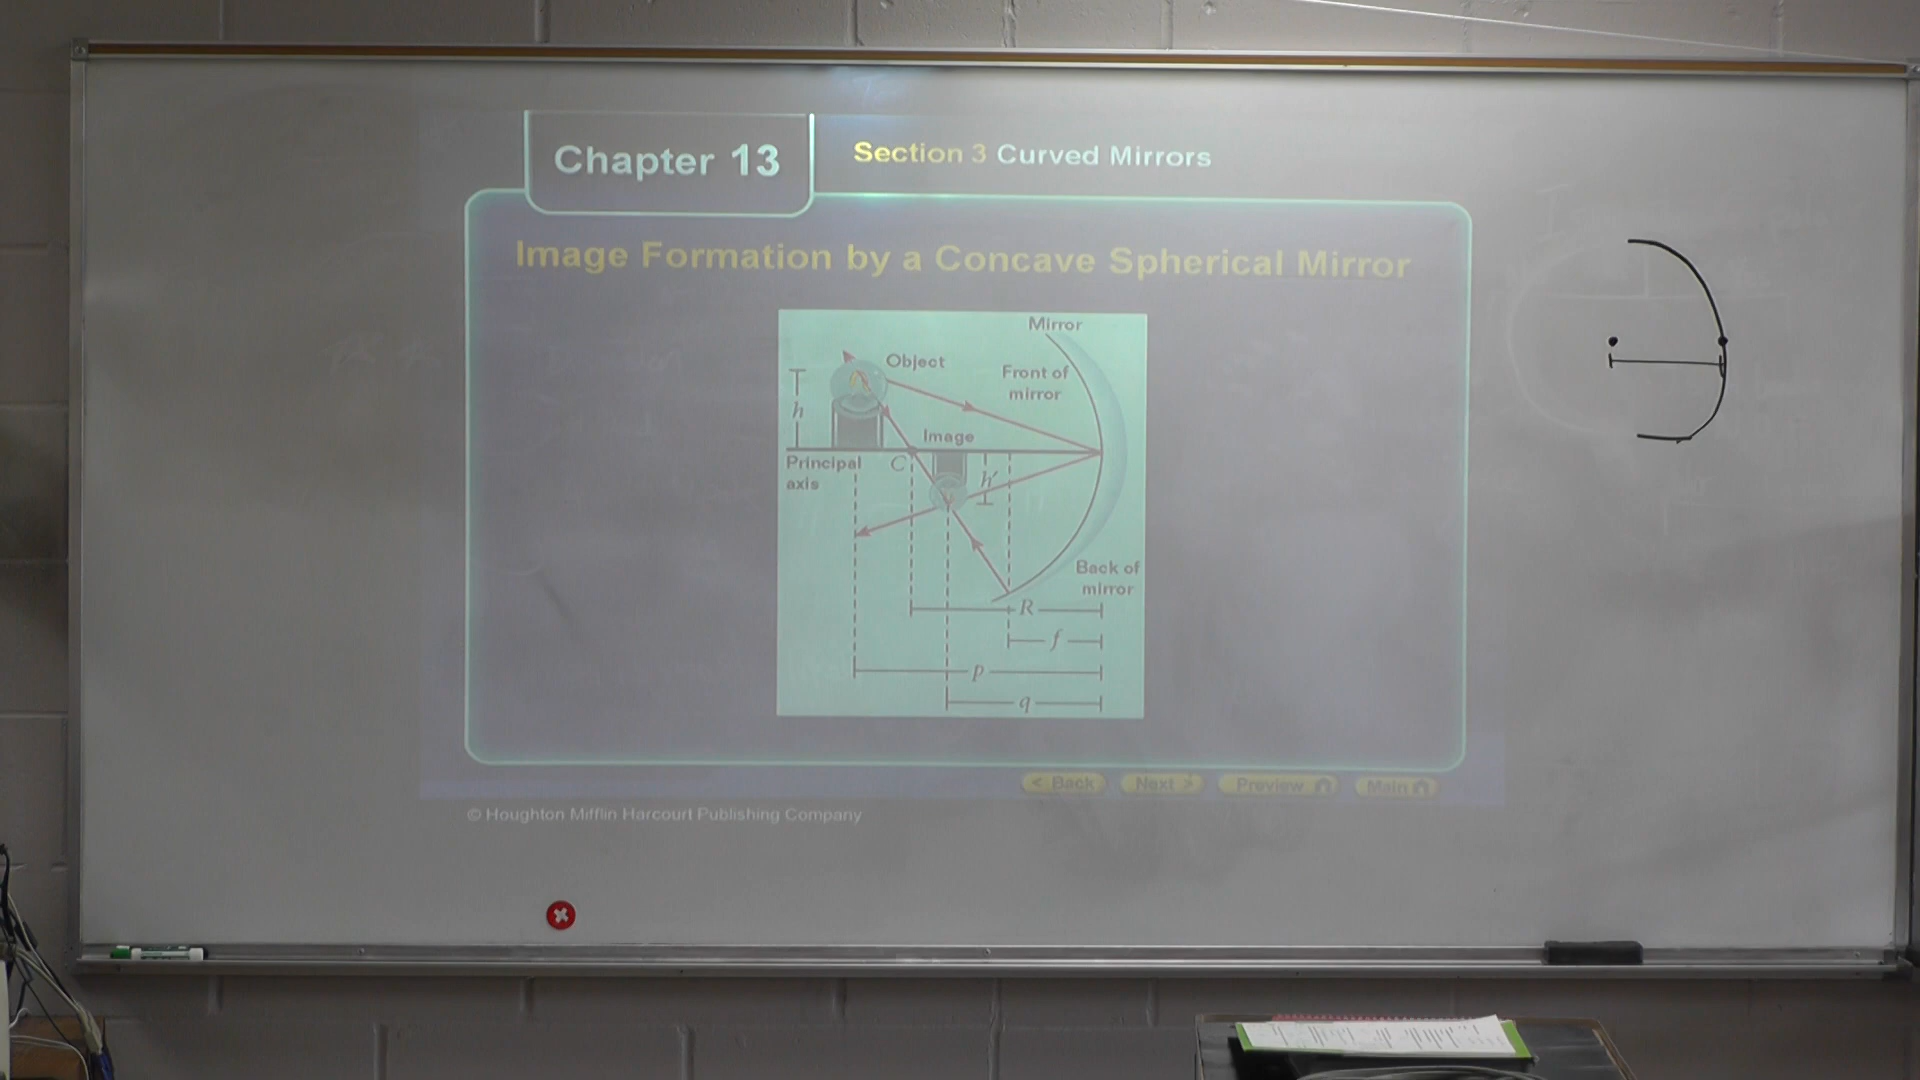 Chapter 13
Section 3 Curved Mirrors
Image Formation by a Concave Spherical Mirror
Mirror
Object
Front of
mirror
h
Image
Principal
axis
C
h'
Back of
mirror
R
f
p
q
< Back
Next >
Preview
Main
© Houghton Mifflin Harcourt Publishing Company